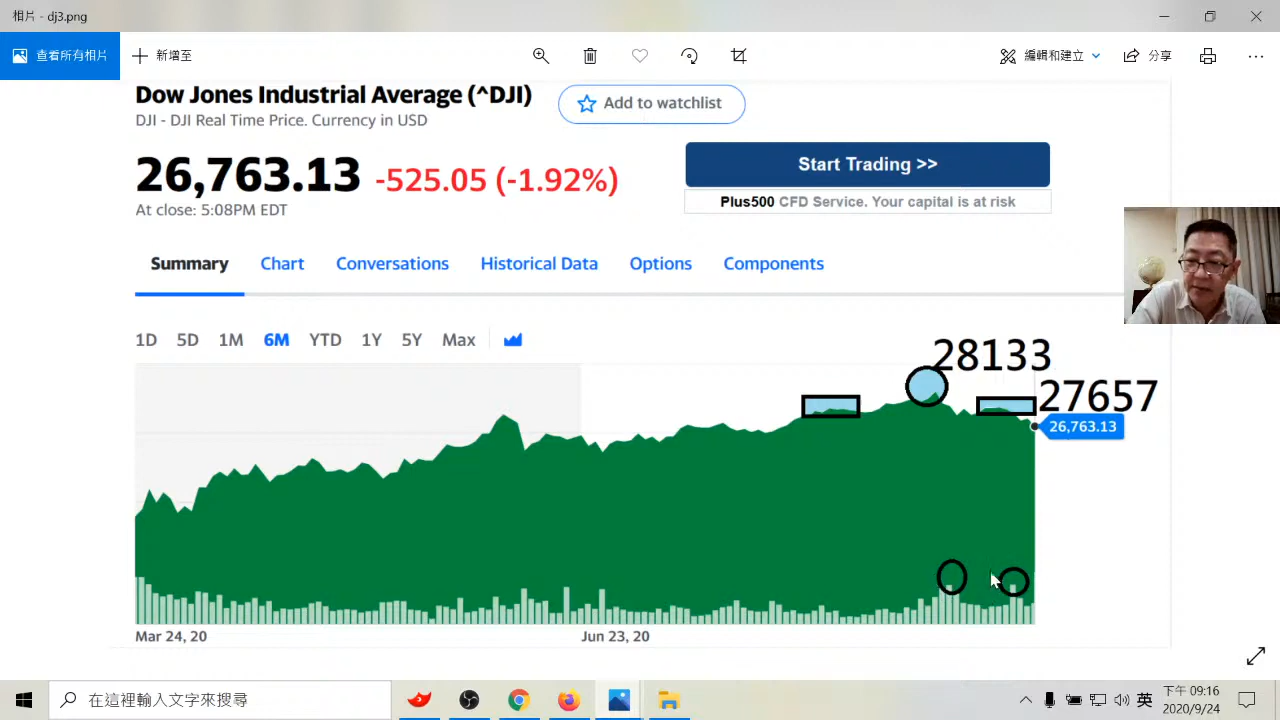 相片 - dj3.png
查看所有相片
新增至
編輯和建立
分享
Dow Jones Industrial Average (^DJI)
Add to watchlist
DJI - DJI Real Time Price. Currency in USD
26,763.13 -525.05 (-1.92%)
At close: 5:08PM EDT
Start Trading >>
Plus500 CFD Service. Your capital is at risk
Summary Chart Conversations Historical Data Options Components
1D 5D 1M 6M YTD 1Y 5Y Max
28133
27657
26,763.13
Mar 24, 20 Jun 23, 20
在這裡輸入文字來搜尋
英
下午 09:16
2020/9/24